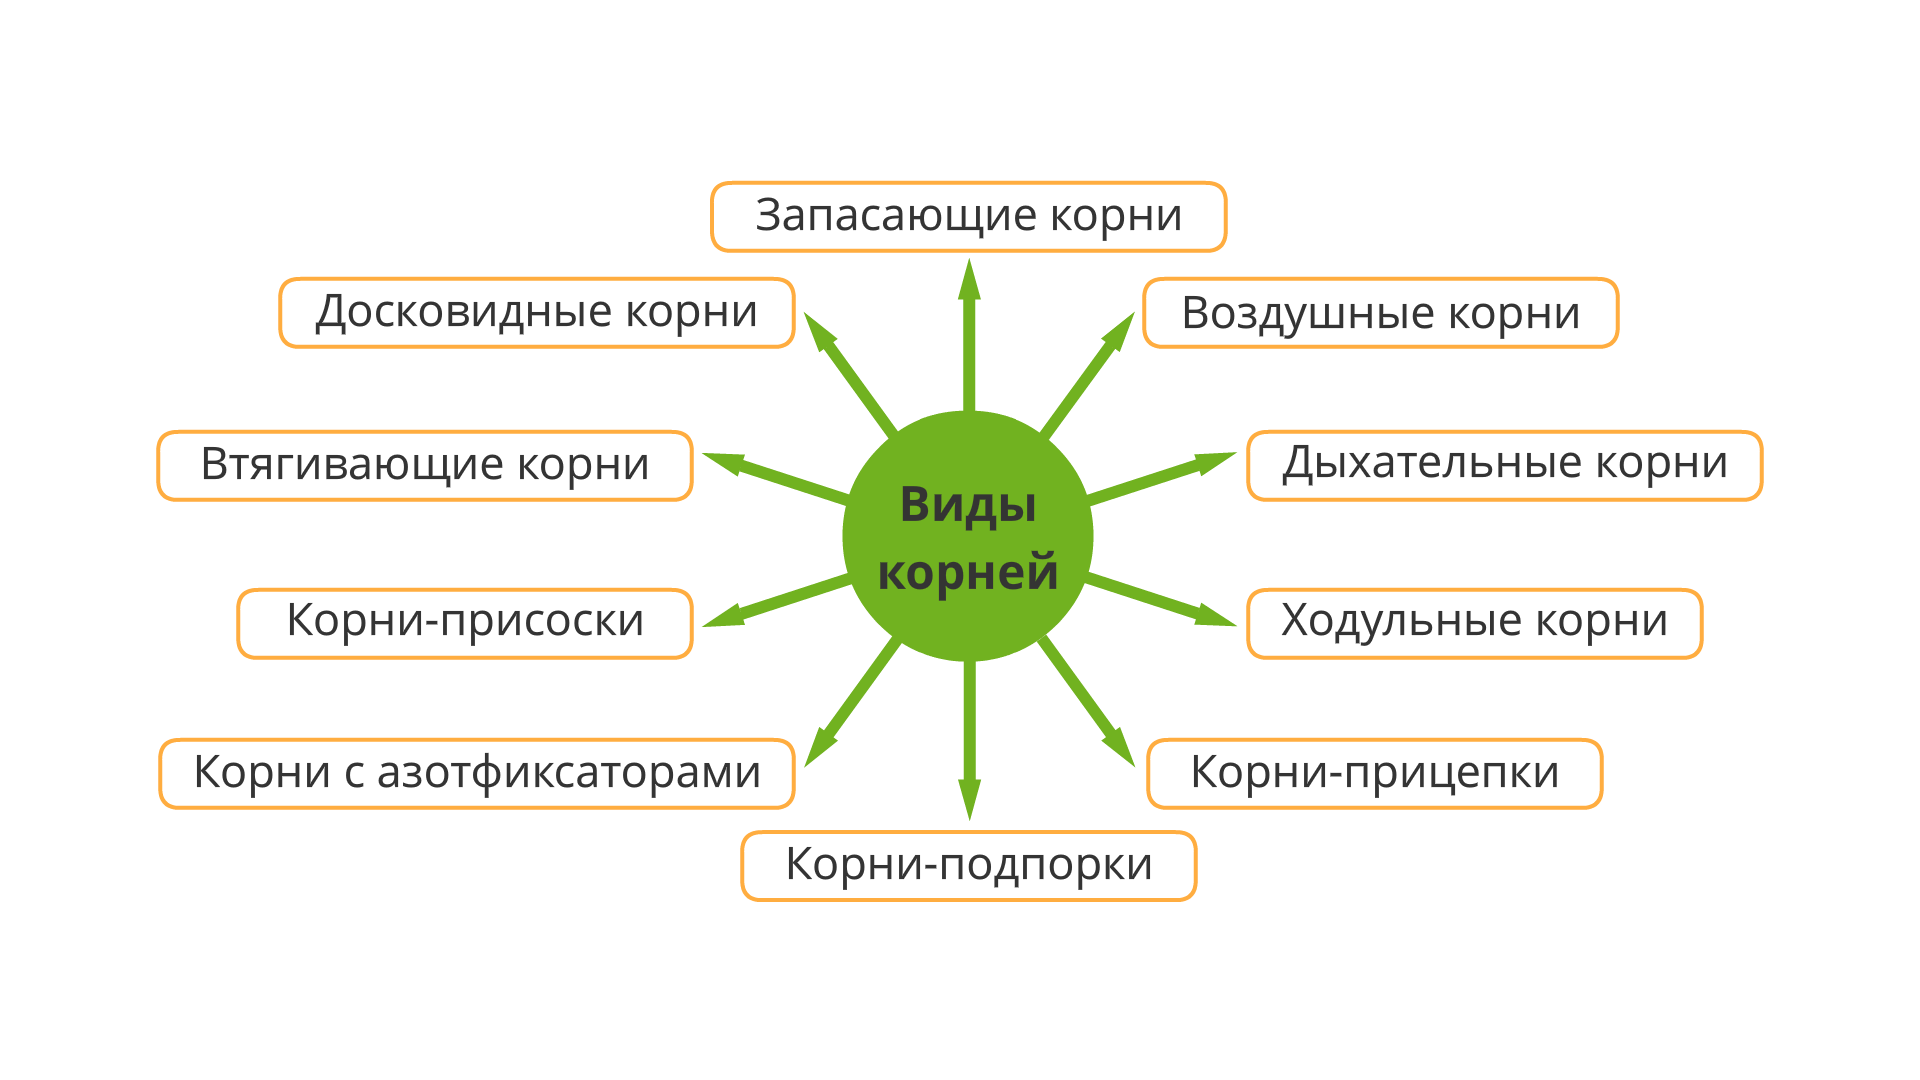 Запасающие корни
Досковидные корни
Воздушные корни
Втягивающие корни
Дыхательные корни
Виды
корней
Корни-присоски
Ходульные корни
Корни с азотфиксаторами
Корни-прицепки
Корни-подпорки